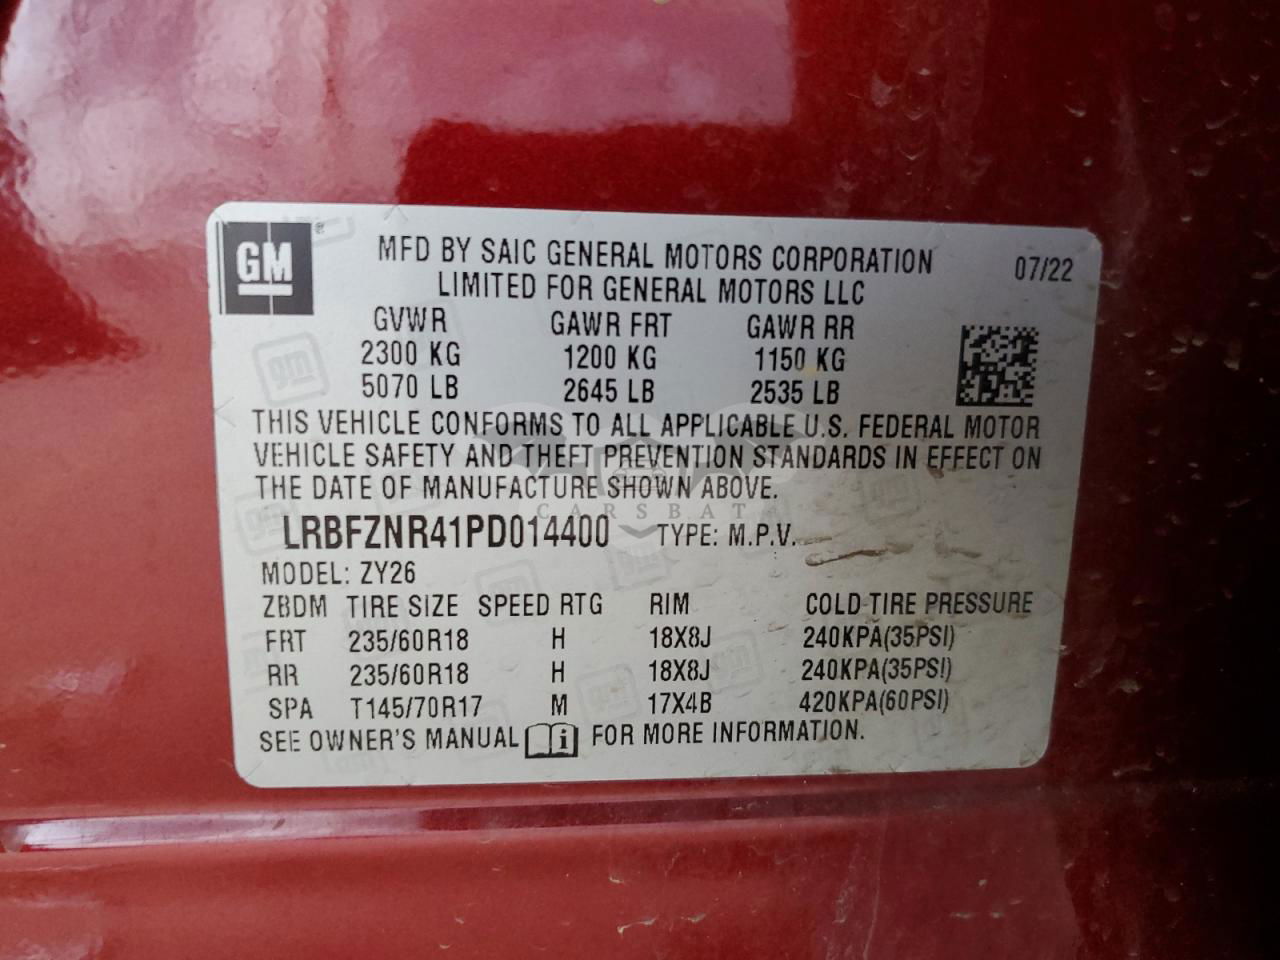 GM ®
MFD BY SAIC GENERAL MOTORS CORPORATION
LIMITED FOR GENERAL MOTORS LLC
07/22
GVWR GAWR FRT GAWR RR
2300 KG 1200 KG 1150 KG
5070 LB 2645 LB 2535 LB
THIS VEHICLE CONFORMS TO ALL APPLICABLE U.S. FEDERAL MOTOR
VEHICLE SAFETY AND THEFT PREVENTION STANDARDS IN EFFECT ON
THE DATE OF MANUFACTURE SHOWN ABOVE.
CARSBAT
LRBFZNR41PD014400 TYPE: M.P.V.
MODEL: ZY26
ZBDM TIRE SIZE SPEED RTG RIM COLD TIRE PRESSURE
FRT 235/60R18 H 18X8J 240KPA(35PSI)
RR 235/60R18 H 18X8J 240KPA(35PSI)
SPA T145/70R17 M 17X4B 420KPA(60PSI)
SEE OWNER'S MANUAL i FOR MORE INFORMATION.